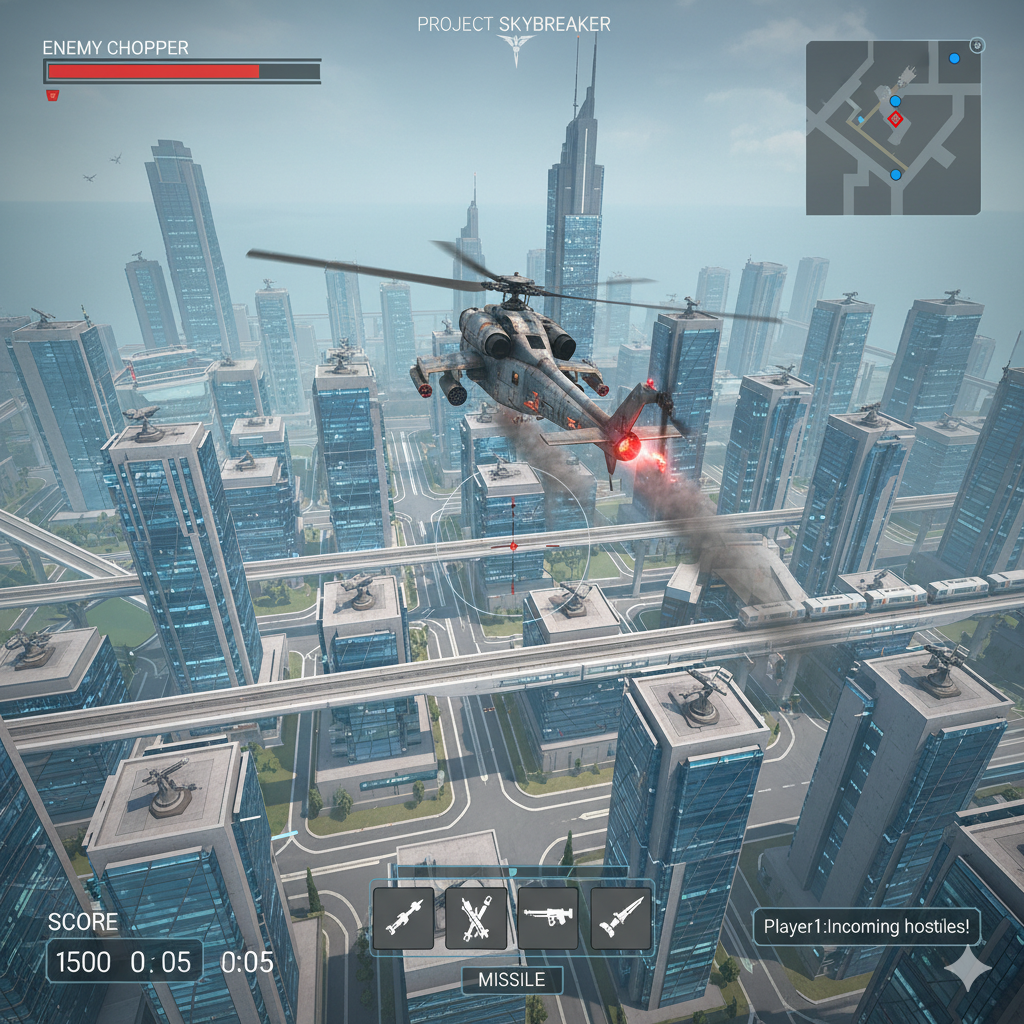 PROJECT SKYBREAKER
ENEMY CHOPPER
SCORE
1500 0.05 0:05
Player1:Incoming hostiles!
MISSILE